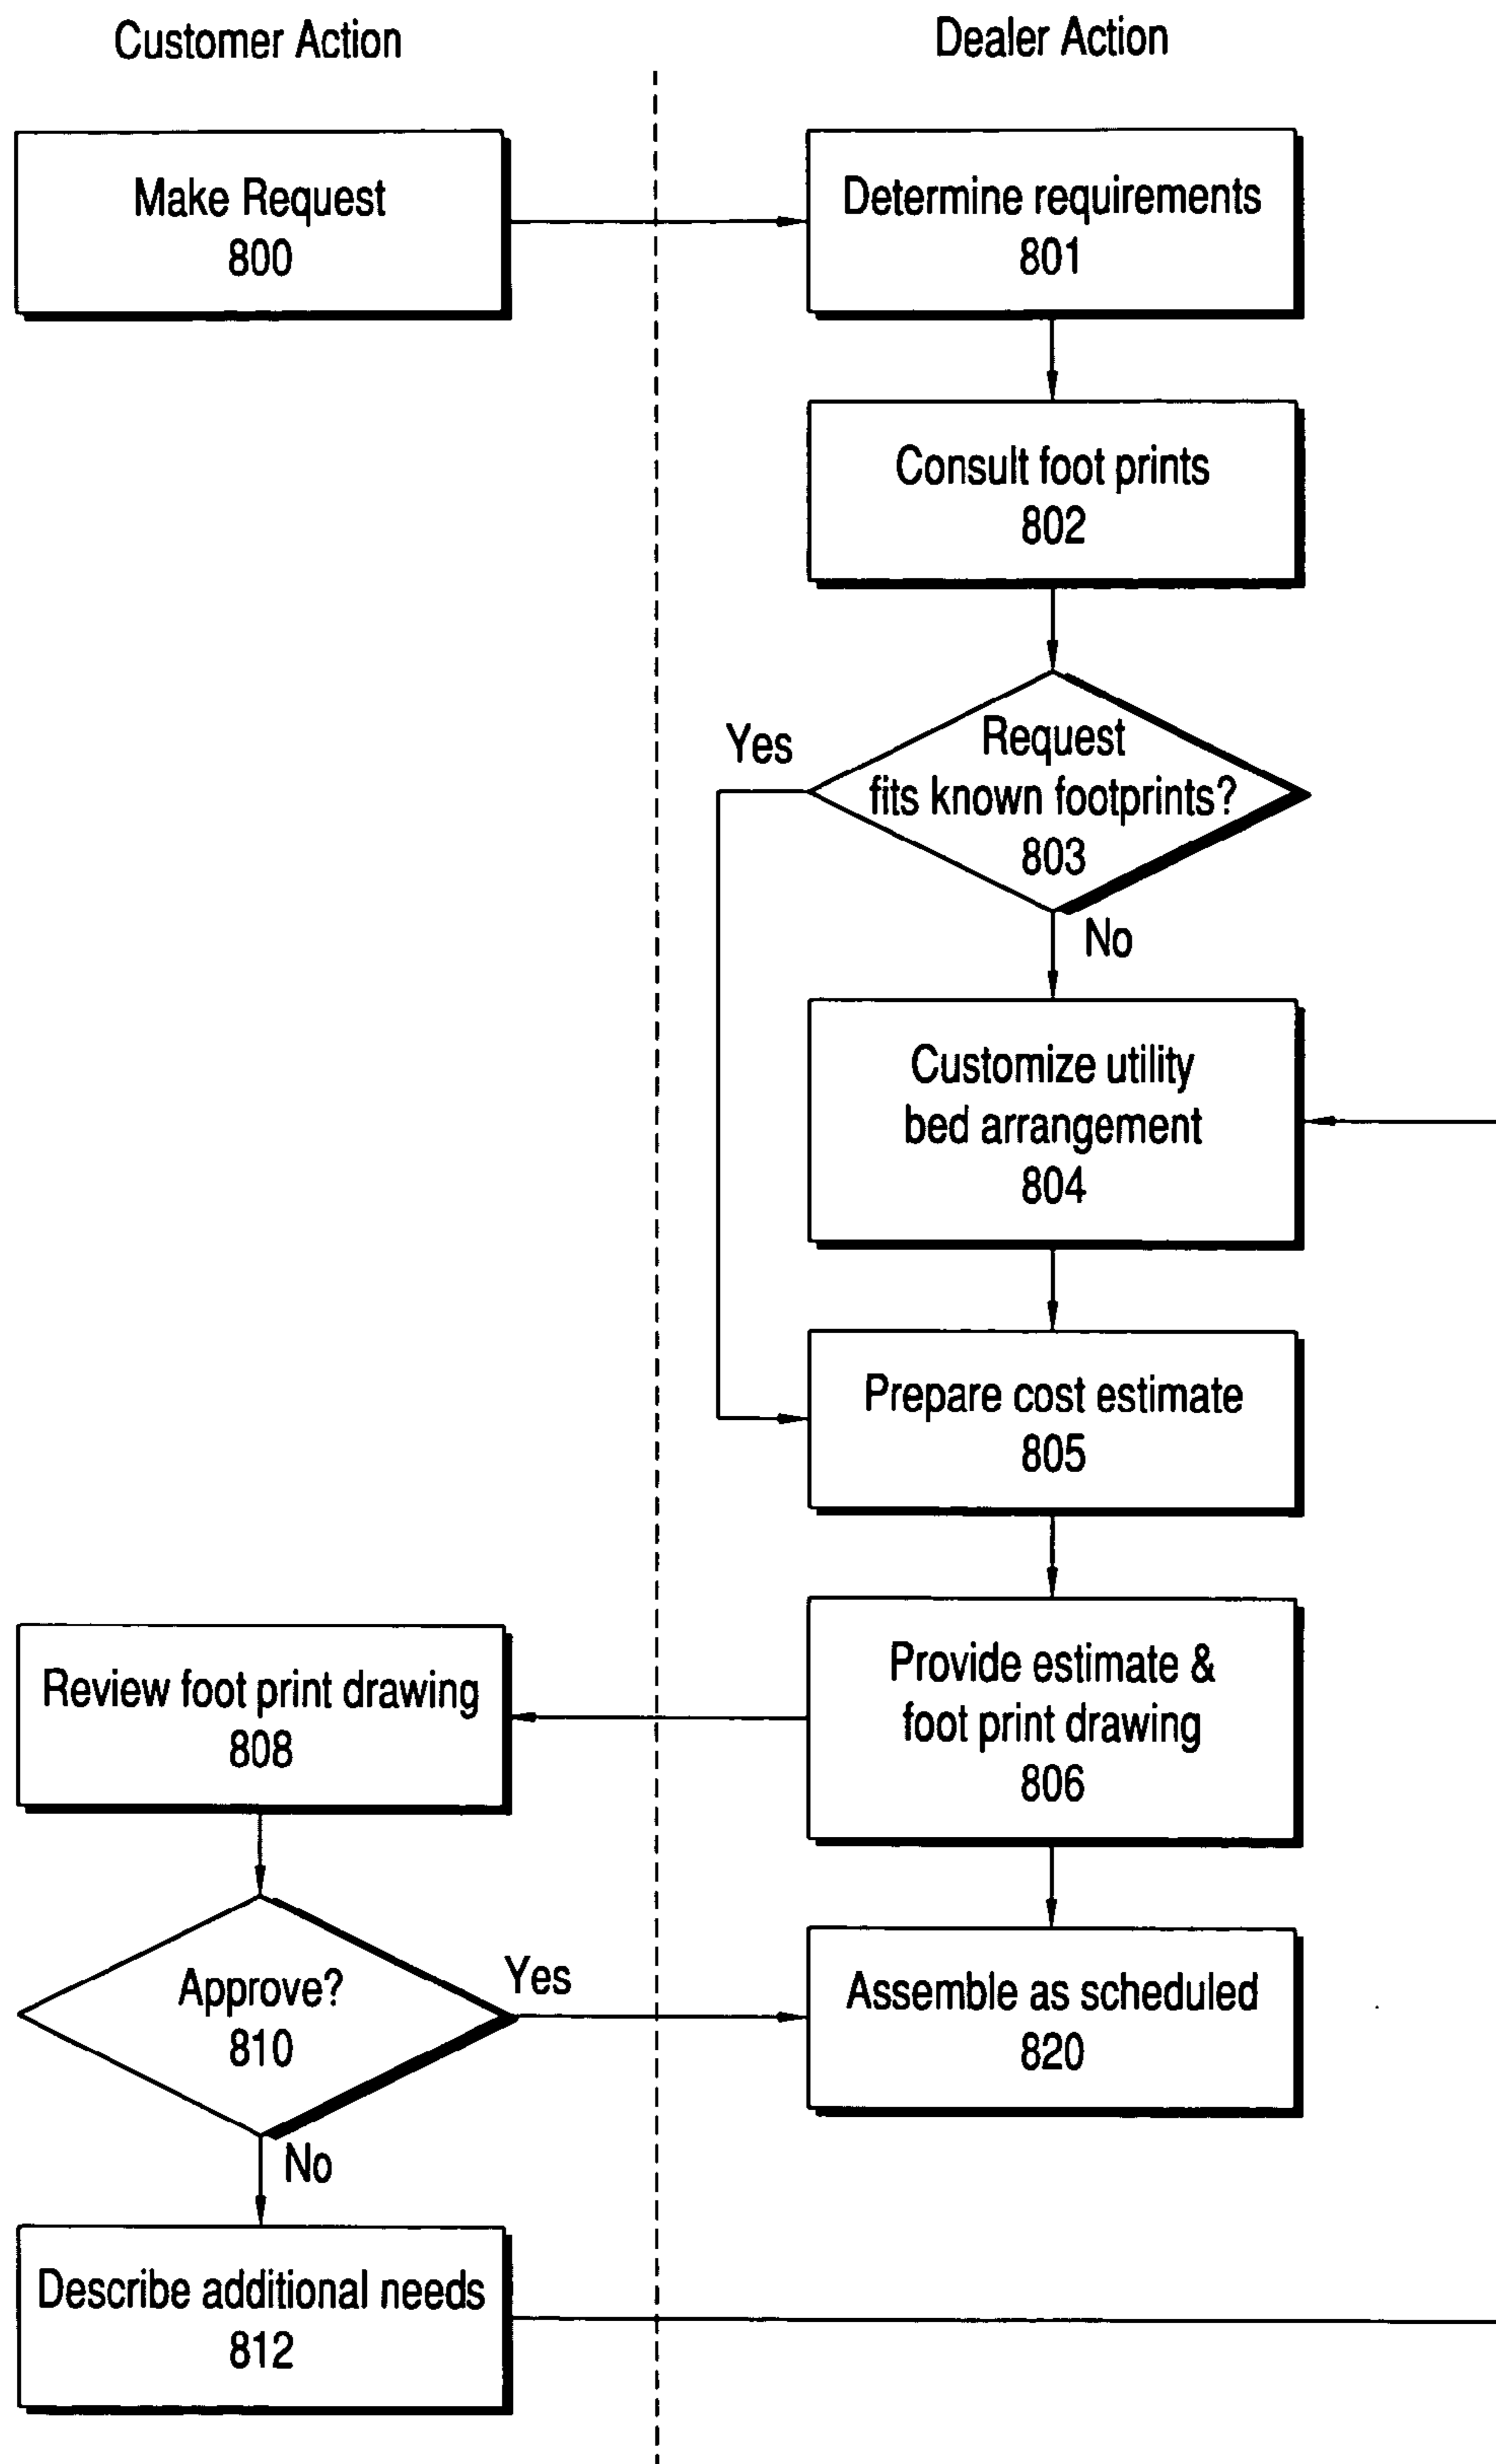 Customer Action
Dealer Action
Make Request
800
Determine requirements
801
Consult foot prints
802
Request
fits known footprints?
803
Yes
No
Customize utility
bed arrangement
804
Prepare cost estimate
805
Provide estimate &
foot print drawing
806
Review foot print drawing
808
Approve?
810
Yes
No
Assemble as scheduled
820
Describe additional needs
812